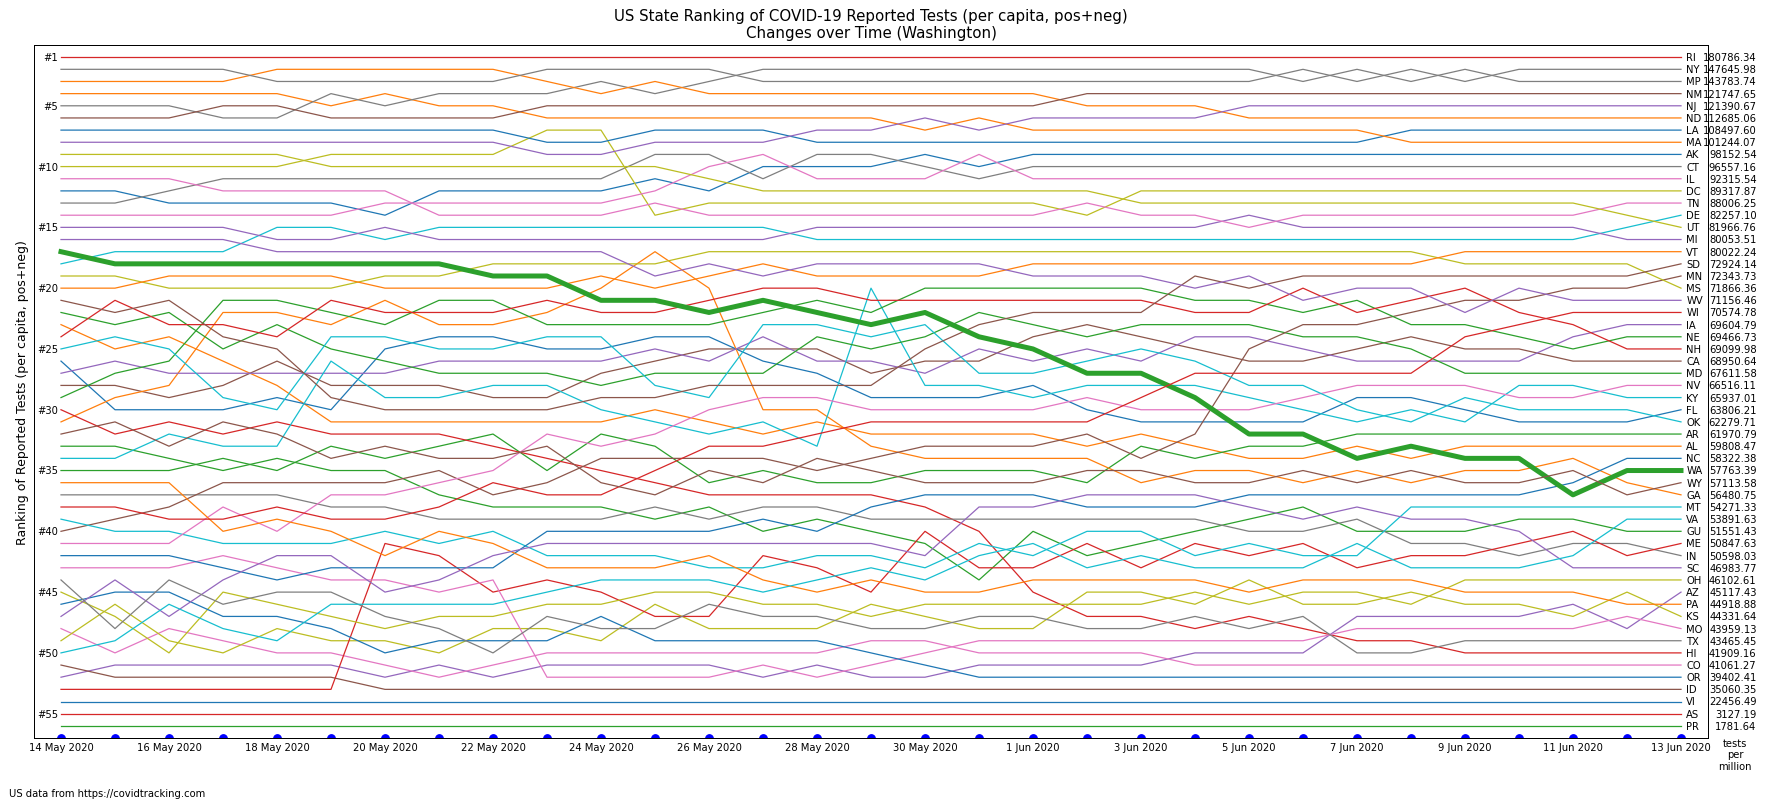 US State Ranking of COVID-19 Reported Tests (per capita, pos+neg)
Changes over Time (Washington)
Ranking of Reported Tests (per capita, pos+neg)
#1
#5
#10
#15
#20
#25
#30
#35
#40
#45
#50
#55
RI 180786.34
NY 147645.98
MP 143783.74
NM 121747.65
NJ 121390.67
ND 112685.06
LA 108497.60
MA 101244.07
AK 98152.54
CT 96557.16
IL 92315.54
DC 89317.87
TN 88006.25
DE 82257.10
UT 81966.76
MI 80053.51
VT 80022.24
SD 72924.14
MN 72343.73
MS 71866.36
WV 71156.46
WI 70574.78
IA 69604.79
NE 69466.73
NH 69099.98
CA 68950.64
MD 67611.58
NV 66516.11
KY 65937.01
FL 63806.21
OK 62279.71
AR 61970.79
AL 59808.47
NC 58322.38
WA 57763.39
WY 57113.58
GA 56480.75
MT 54271.33
VA 53891.63
GU 51551.43
ME 50847.63
IN 50598.03
SC 46983.77
OH 46102.61
AZ 45117.43
PA 44918.88
KS 44331.64
MO 43959.13
TX 43465.45
HI 41909.16
CO 41061.27
OR 39402.41
ID 35060.35
VI 22456.49
AS 3127.19
PR 1781.64
14 May 2020 16 May 2020 18 May 2020 20 May 2020 22 May 2020 24 May 2020 26 May 2020 28 May 2020 30 May 2020 1 Jun 2020 3 Jun 2020 5 Jun 2020 7 Jun 2020 9 Jun 2020 11 Jun 2020 13 Jun 2020
tests
per
million
US data from https://covidtracking.com